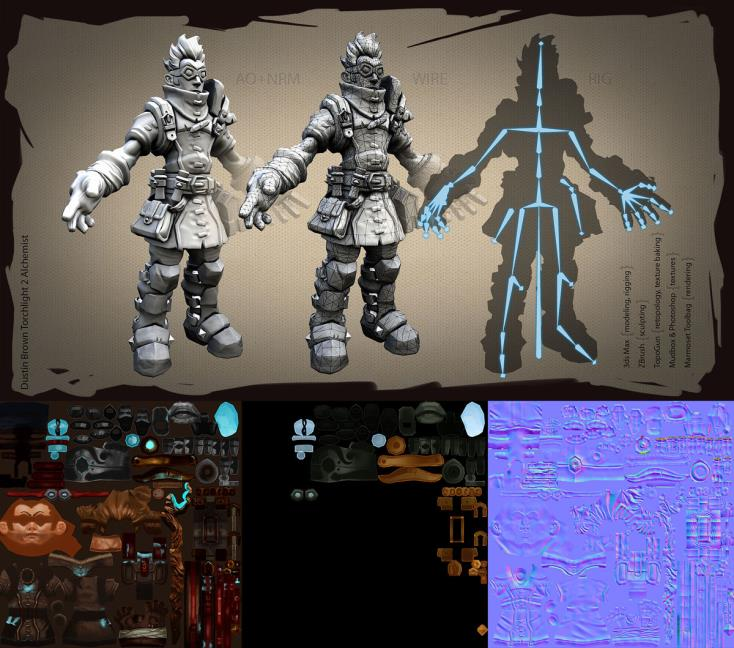 AO+NRM
WIRE
RIG
Dustin Brown Torchlight 2 Alchemist
3ds Max {modeling, rigging}
ZBrush {sculpting}
TopoGun {retopology, texture baking}
Mudbox & Photoshop {textures}
Marmoset Toolbag {rendering}